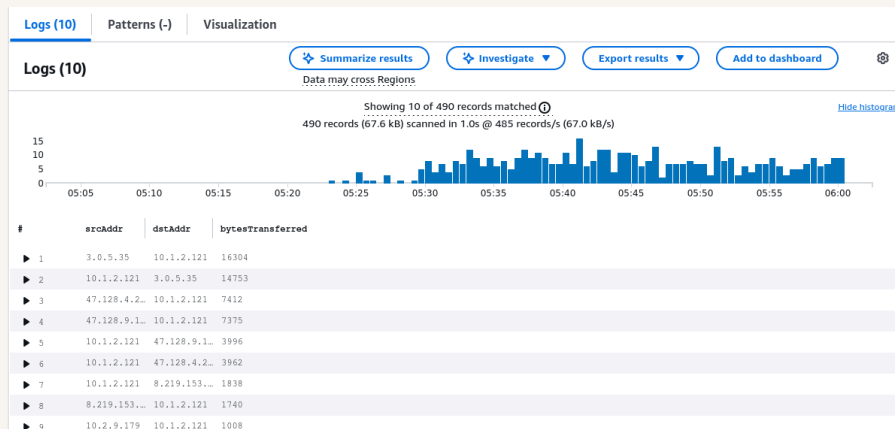 Logs (10) Patterns (-) Visualization
Logs (10) Summarize results Investigate Export results Add to dashboard
Data may cross Regions
Showing 10 of 490 records matched
Hide histogram
490 records (67.6 kB) scanned in 1.0s @ 485 records/s (67.0 kB/s)
15
10
5
0
05:05 05:10 05:15 05:20 05:25 05:30 05:35 05:40 05:45 05:50 05:55 06:00
# srcAddr dstAddr bytesTransferred
1 3.0.5.35 10.1.2.121 16304
2 10.1.2.121 3.0.5.35 14753
3 47.128.4.2… 10.1.2.121 7412
4 47.128.9.1… 10.1.2.121 7375
5 10.1.2.121 47.128.9.1… 3996
6 10.1.2.121 47.128.4.2… 3962
7 10.1.2.121 8.219.153.… 1838
8 8.219.153.… 10.1.2.121 1740
9 10.2.9.179 10.1.2.121 1008